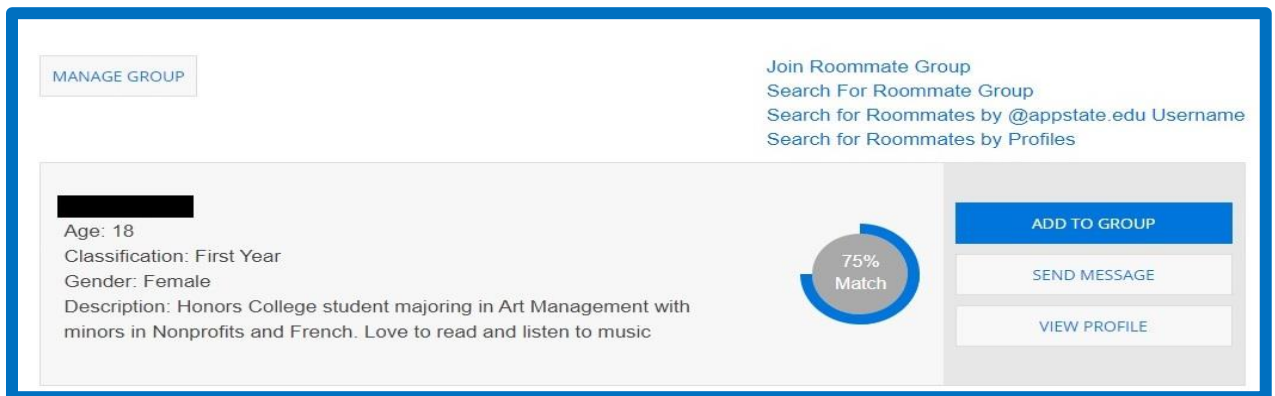 MANAGE GROUP
Join Roommate Group
Search For Roommate Group
Search for Roommates by @appstate.edu Username
Search for Roommates by Profiles
Age: 18
Classification: First Year
Gender: Female
Description: Honors College student majoring in Art Management with
minors in Nonprofits and French. Love to read and listen to music
75%
Match
ADD TO GROUP
SEND MESSAGE
VIEW PROFILE